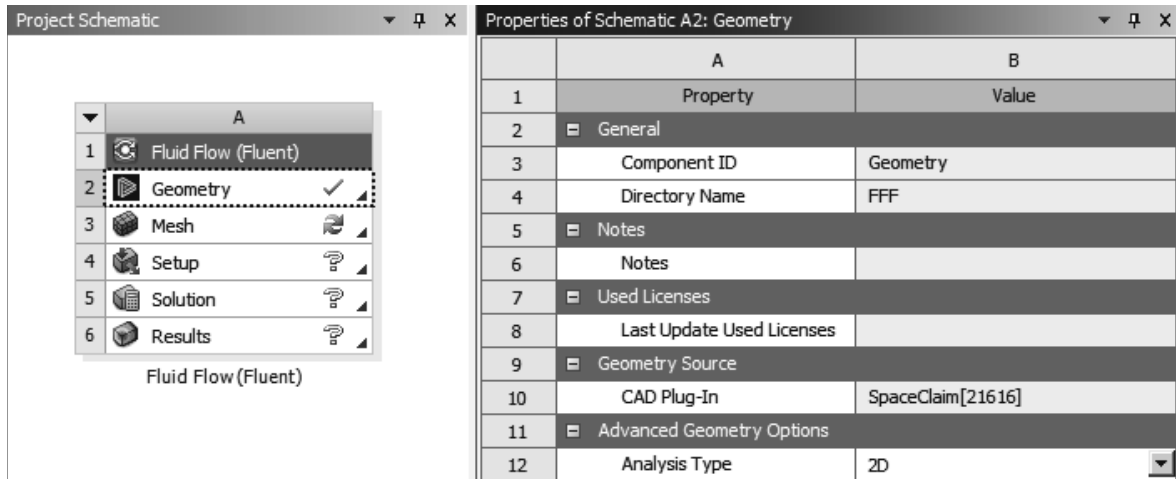 Project Schematic
A
1 Fluid Flow (Fluent)
2 Geometry
3 Mesh
4 Setup
5 Solution
6 Results
Fluid Flow (Fluent)
Properties of Schematic A2: Geometry
A B
1 Property Value
2 General
3 Component ID Geometry
4 Directory Name FFF
5 Notes
6 Notes
7 Used Licenses
8 Last Update Used Licenses
9 Geometry Source
10 CAD Plug-In SpaceClaim[21616]
11 Advanced Geometry Options
12 Analysis Type 2D